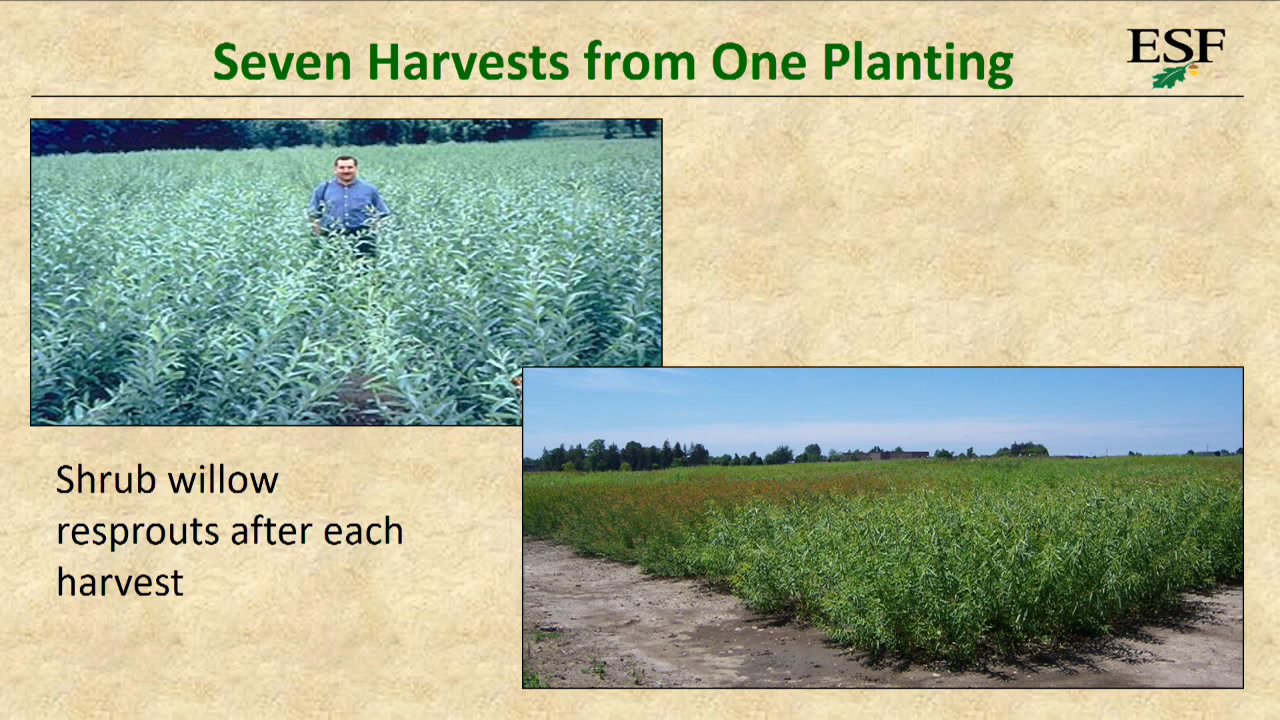 Seven Harvests from One Planting
ESF
Shrub willow
resprouts after each
harvest